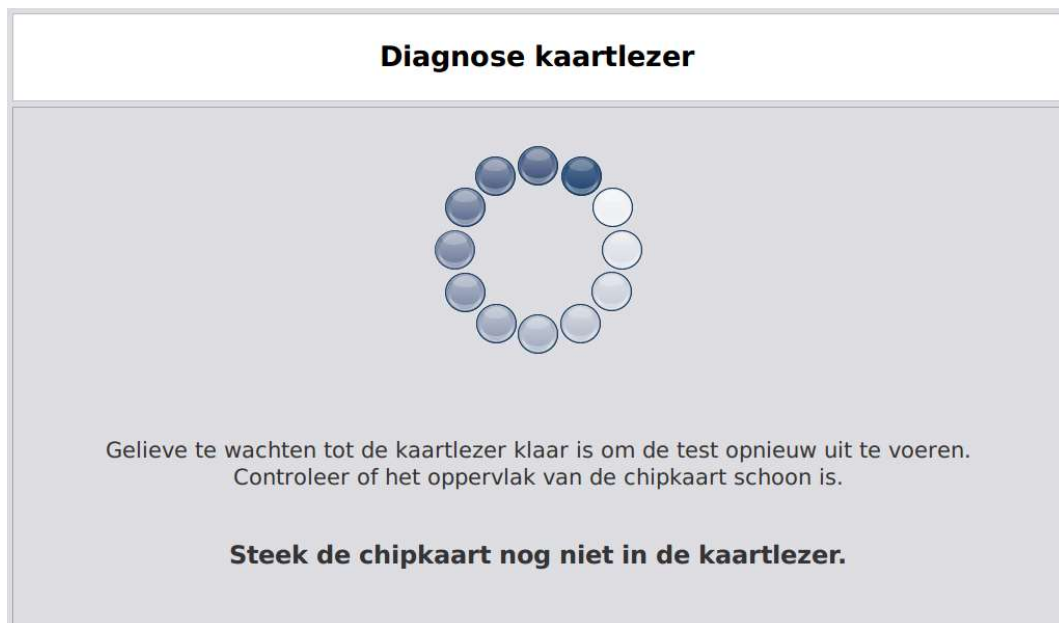 Diagnose kaartlezer
Gelieve te wachten tot de kaartlezer klaar is om de test opnieuw uit te voeren.
Controleer of het oppervlak van de chipkaart schoon is.
Steek de chipkaart nog niet in de kaartlezer.